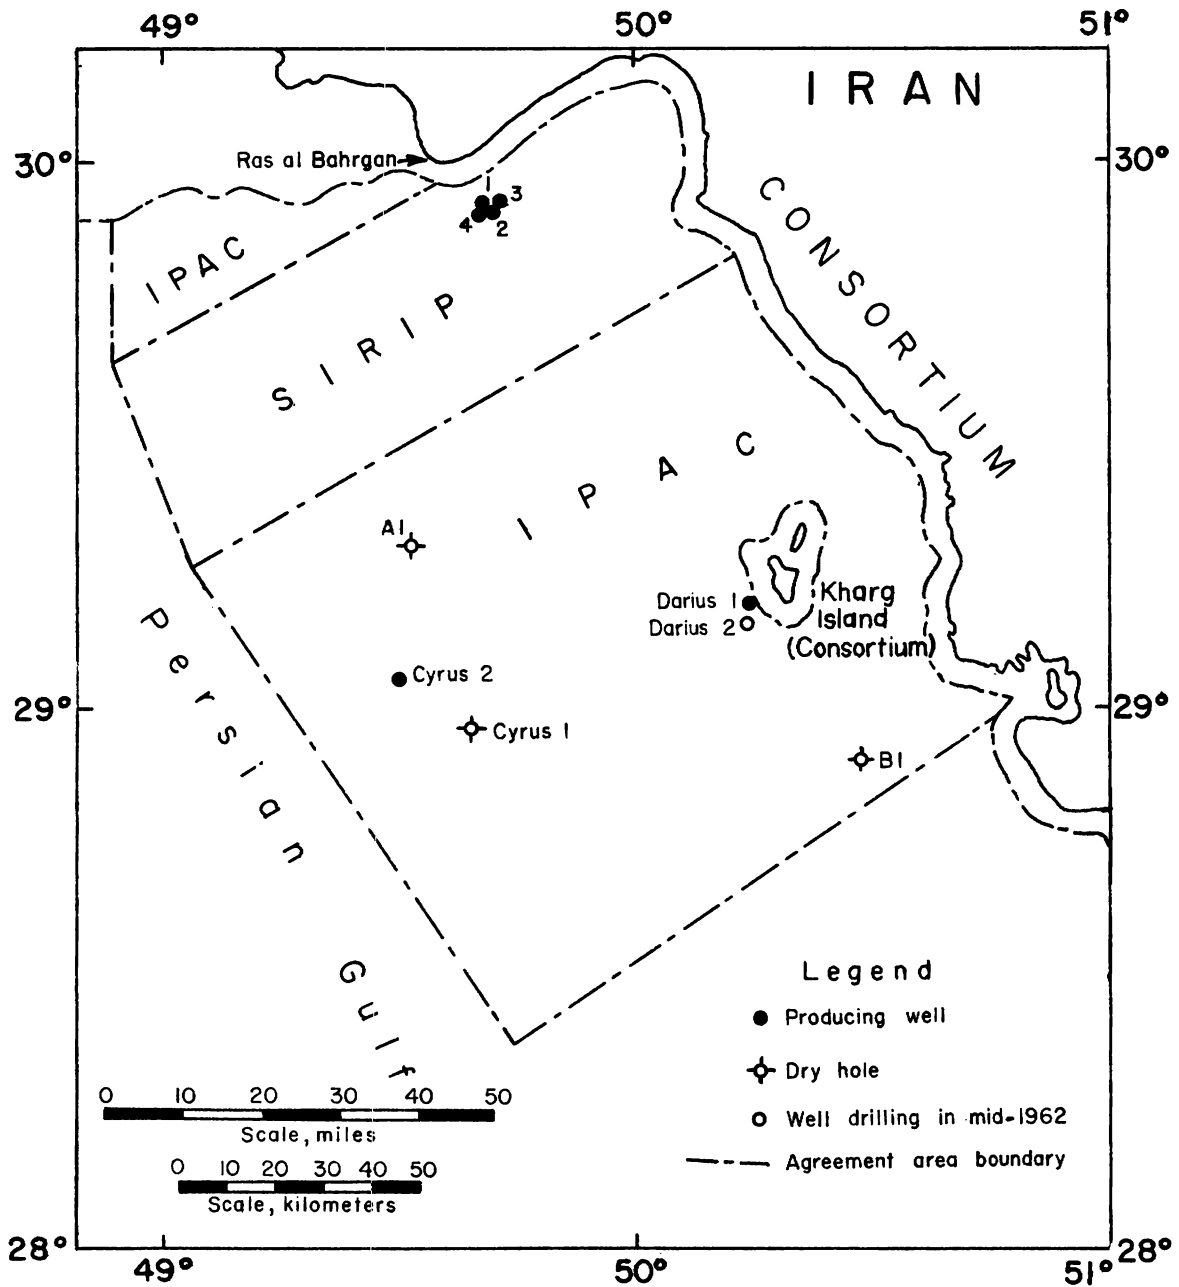 49° 50° 51°
IRAN
30° 30°
Ras al Bahrgan
3
4 2
CONSORTIUM
IPAC
SIRIP
IPAC
A1
Darius 1
Darius 2
Kharg
Island
(Consortium)
Cyrus 2
Cyrus 1
29° 29°
B1
Persian Gulf
Legend
Producing well
Dry hole
Well drilling in mid-1962
Agreement area boundary
0 10 20 30 40 50
Scale, miles
0 10 20 30 40 50
Scale, kilometers
28° 28°
49° 50° 51°